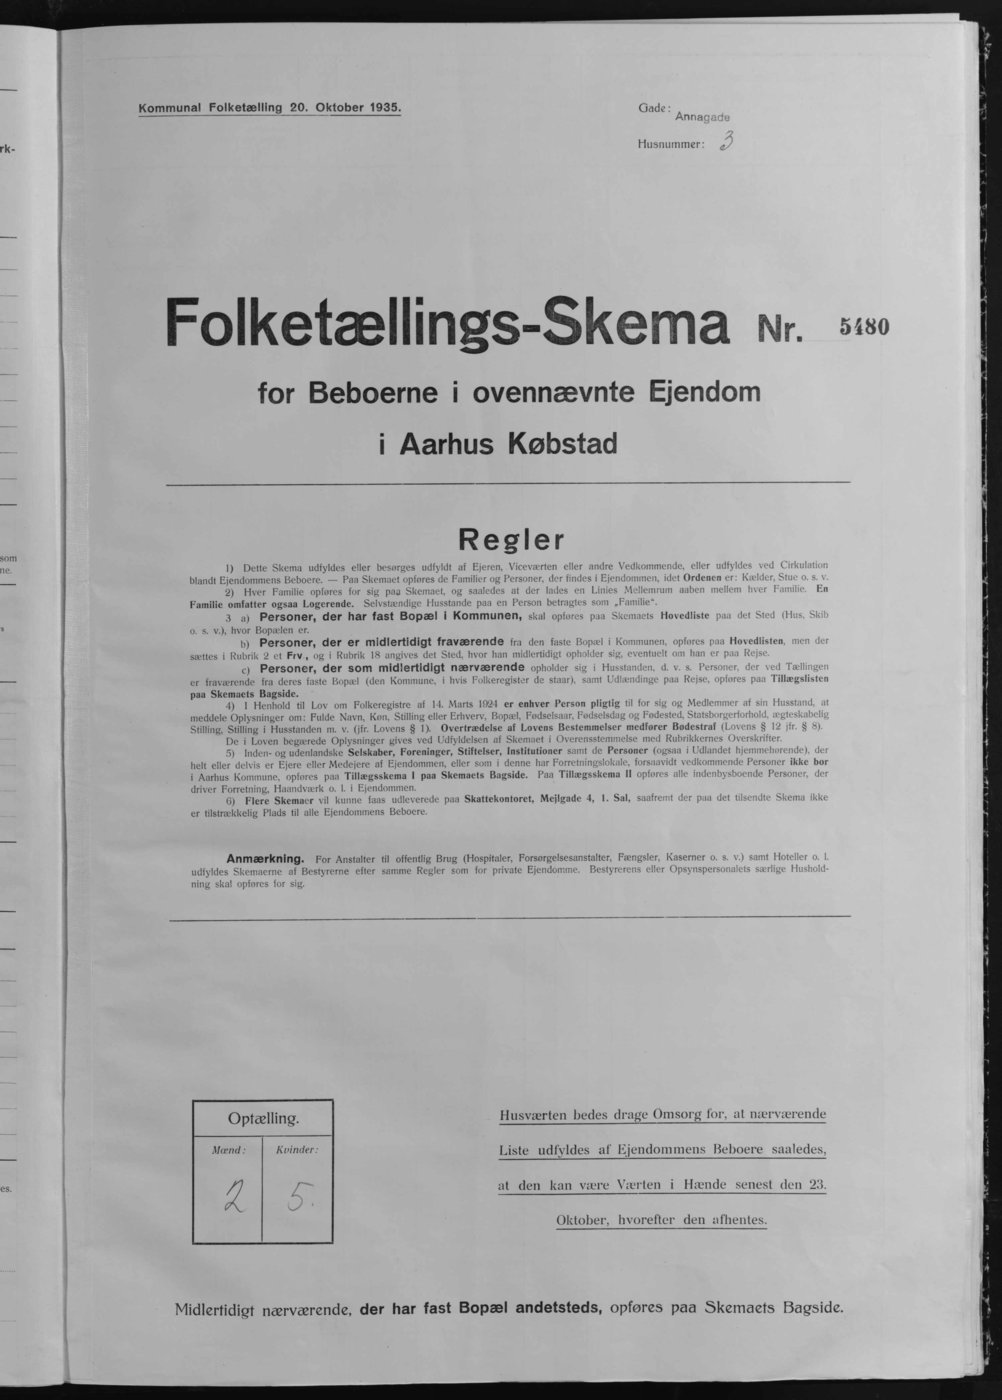 Kommunal Folketælling 20. Oktober 1935.
Gade: Annagade
Husnummer: 3
Folketællings-Skema Nr. 5480
for Beboerne i ovennævnte Ejendom
i Aarhus Købstad
Regler
1) Dette Skema udfyldes eller besørges udfyldt af Ejeren, Viceværten eller andre Vedkommende, eller udfyldes ved Cirkulation
blandt Ejendommens Beboere. — Paa Skemaet opføres de Familier og Personer, der findes i Ejendommen, idet Ordenen er: Kælder, Stue o. s. v.
2) Hver Familie opføres for sig paa Skemaet, og saaledes at der lades en Linies Mellemrum aaben mellem hver Familie. En
Familie omfatter ogsaa Logerende. Selvstændige Husstande paa en Person betragtes som „Familie“.
3 a) Personer, der har fast Bopæl i Kommunen, skal opføres paa Skemaets Hovedliste paa det Sted (Hus, Skib
o. s. v.), hvor Bopælen er.
b) Personer, der er midlertidigt fraværende fra den faste Bopæl i Kommunen, opføres paa Hovedlisten, men der
sættes i Rubrik 2 et Frv., og i Rubrik 18 angives det Sted, hvor han midlertidigt opholder sig, eventuelt om han er paa Rejse.
c) Personer, der som midlertidigt nærværende opholder sig i Husstanden, d. v. s. Personer, der ved Tællingen
er fraværende fra deres faste Bopæl (den Kommune, i hvis Folkeregister de staar), samt Udlændinge paa Rejse, opføres paa Tillægslisten
paa Skemaets Bagside.
4) I Henhold til Lov om Folkeregistre af 14. Marts 1924 er enhver Person pligtig til for sig og Medlemmer af sin Husstand, at
meddele Oplysninger om: Fulde Navn, Køn, Stilling eller Erhverv, Bopæl, Fødselsaar, Fødselsdag og Fødested, Statsborgerforhold, ægteskabelig
Stilling, Stilling i Husstanden m. v. (jfr. Lovens § 1). Overtrædelse af Lovens Bestemmelser medfører Bødestraf (Lovens § 12 jfr. § 8).
De i Loven begærede Oplysninger gives ved Udfyldelsen af Skemaet i Overensstemmelse med Rubrikkernes Overskrifter.
5) Inden- og udenlandske Selskaber, Foreninger, Stiftelser, Institutioner samt de Personer (ogsaa i Udlandet hjemmehørende), der
helt eller delvis er Ejere eller Medejere af Ejendommen, eller som i denne har Forretningslokale, forsaavidt vedkommende Personer ikke bor
i Aarhus Kommune, opføres paa Tillægsskema I paa Skemaets Bagside. Paa Tillægsskema II opføres alle indenbysboende Personer, der
driver Forretning, Haandværk o. l. i Ejendommen.
6) Flere Skemaer vil kunne faas udleverede paa Skattekontoret, Mejlgade 4, 1. Sal, saafremt der paa det tilsendte Skema ikke
er tilstrækkelig Plads til alle Ejendommens Beboere.
Anmærkning. For Anstalter til offentlig Brug (Hospitaler, Forsørgelsesanstalter, Fængsler, Kaserner o. s. v.) samt Hoteller o. l.
udfyldes Skemaerne af Bestyrerne efter samme Regler som for private Ejendomme. Bestyrerens eller Opsynspersonalets særlige Hushold-
ning skal opføres for sig.
Optælling.
Mænd: Kvinder:
2 5.
Husværten bedes drage Omsorg for, at nærværende
Liste udfyldes af Ejendommens Beboere saaledes,
at den kan være Værten i Hænde senest den 23.
Oktober, hvorefter den afhentes.
Midlertidigt nærværende, der har fast Bopæl andetsteds, opføres paa Skemaets Bagside.
rk-
som
ne.
es.